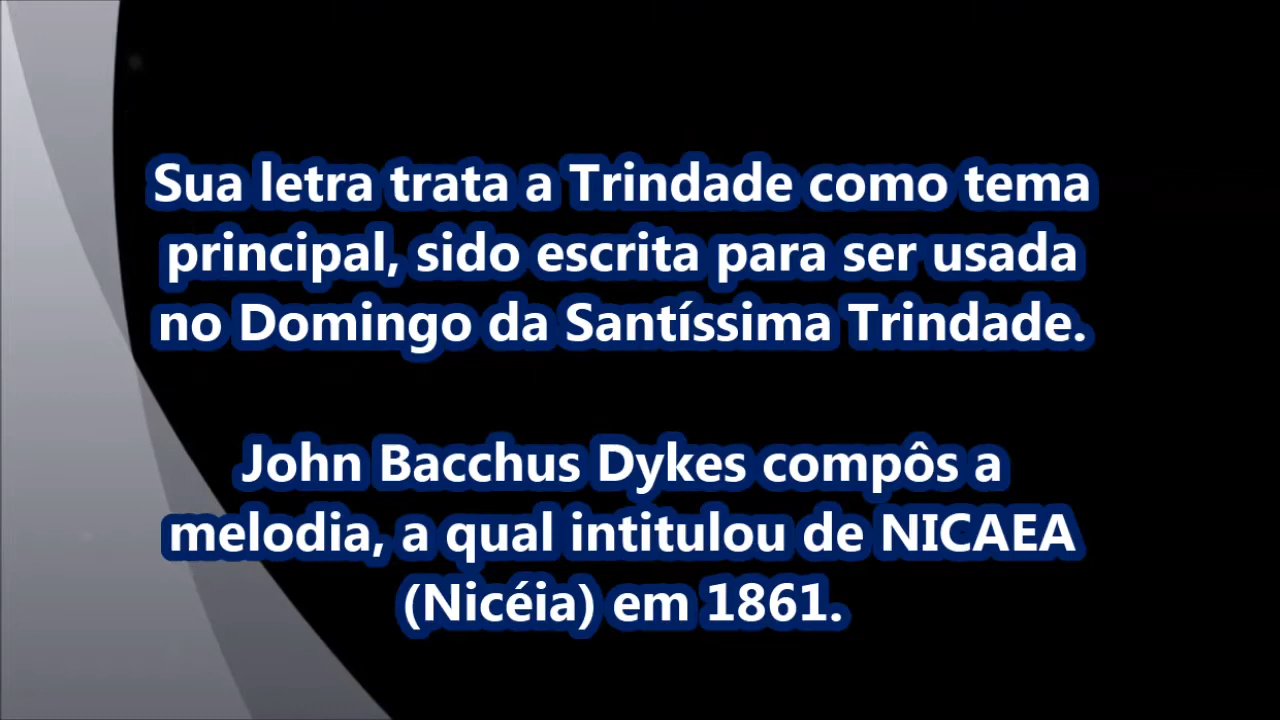 Sua letra trata a Trindade como tema
principal, sido escrita para ser usada
no Domingo da Santíssima Trindade.
John Bacchus Dykes compôs a
melodia, a qual intitulou de NICAEA
(Nicéia) em 1861.